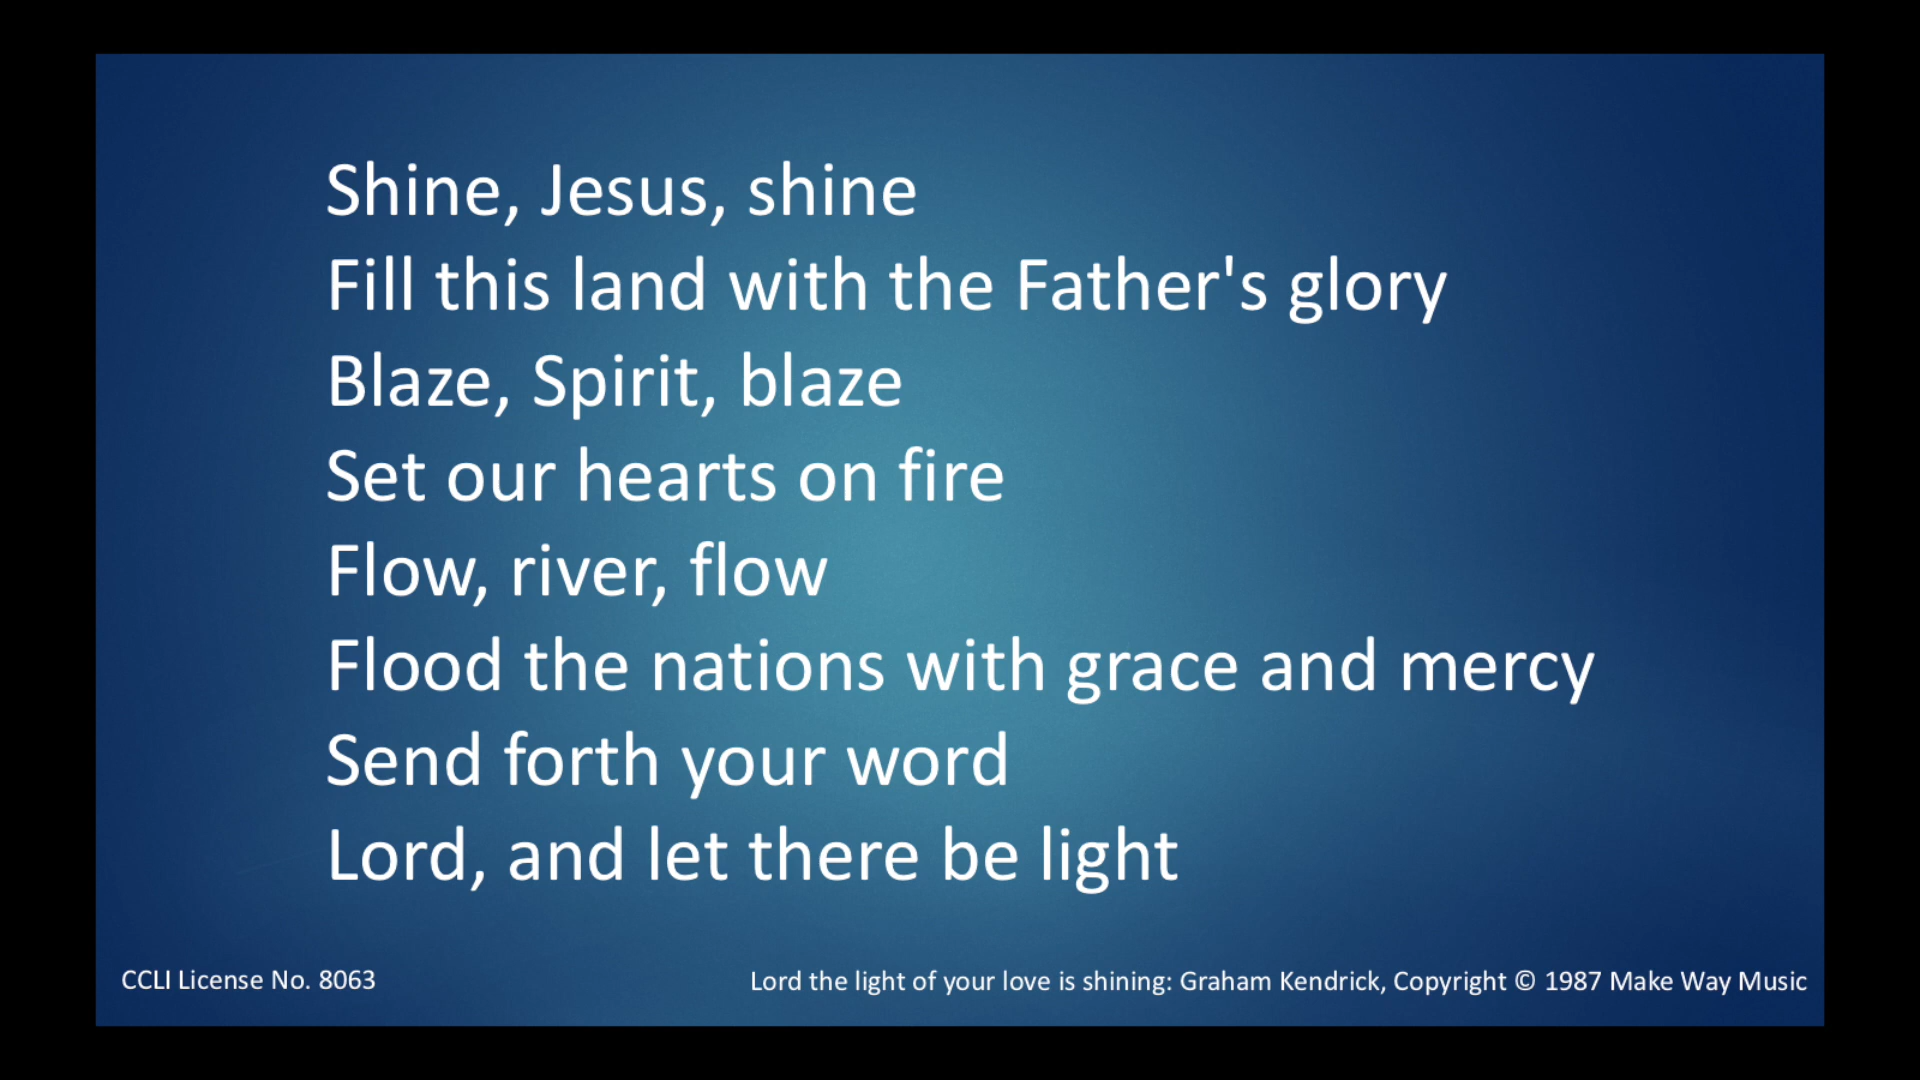 Shine, Jesus, shine
Fill this land with the Father's glory
Blaze, Spirit, blaze
Set our hearts on fire
Flow, river, flow
Flood the nations with grace and mercy
Send forth your word
Lord, and let there be light
CCLI License No. 8063
Lord the light of your love is shining: Graham Kendrick, Copyright © 1987 Make Way Music